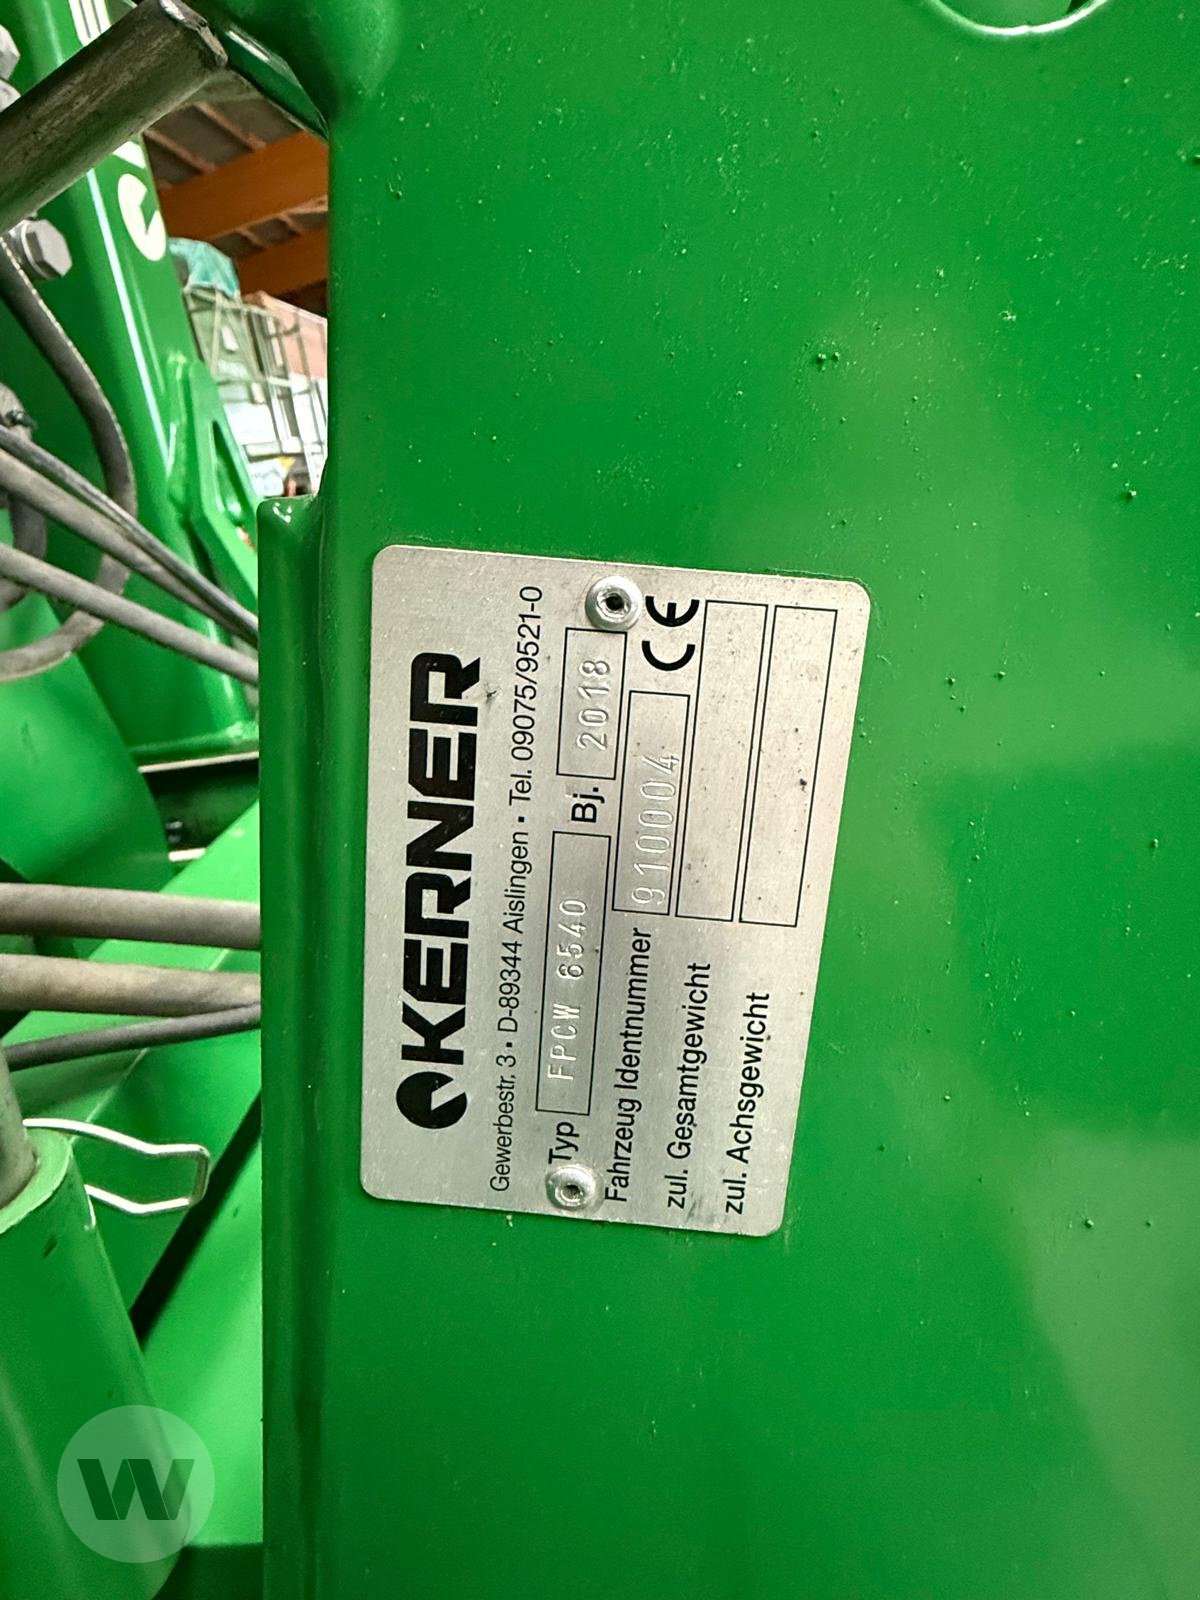 KERNER
Gewerbestr. 3 • D-89344 Aislingen • Tel. 09075/9521-0
Typ FPCW 6540 Bj. 2018
Fahrzeug Identnummer 910004 CE
zul. Gesamtgewicht
zul. Achsgewicht
W